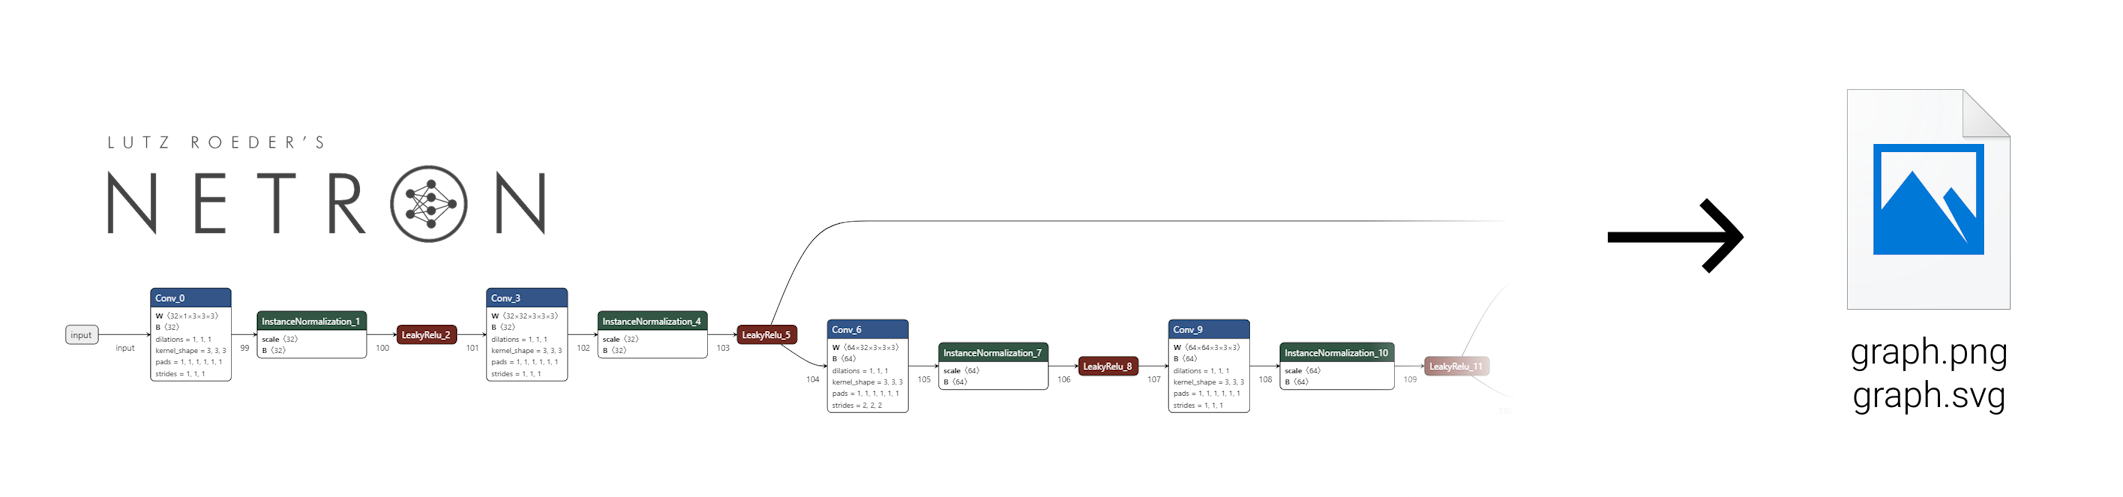 LUTZ ROEDER'S
NETRON
input
input
Conv_0
W ⟨32×1×3×3×3⟩
B ⟨32⟩
dilations = 1, 1, 1
kernel_shape = 3, 3, 3
pads = 1, 1, 1, 1, 1, 1
strides = 1, 1, 1
99
InstanceNormalization_1
scale ⟨32⟩
B ⟨32⟩
100
LeakyRelu_2
101
Conv_3
W ⟨32×32×3×3×3⟩
B ⟨32⟩
dilations = 1, 1, 1
kernel_shape = 3, 3, 3
pads = 1, 1, 1, 1, 1, 1
strides = 1, 1, 1
102
InstanceNormalization_4
scale ⟨32⟩
B ⟨32⟩
103
LeakyRelu_5
104
Conv_6
W ⟨64×32×3×3×3⟩
B ⟨64⟩
dilations = 1, 1, 1
kernel_shape = 3, 3, 3
pads = 1, 1, 1, 1, 1, 1
strides = 2, 2, 2
105
InstanceNormalization_7
scale ⟨64⟩
B ⟨64⟩
106
LeakyRelu_8
107
Conv_9
W ⟨64×64×3×3×3⟩
B ⟨64⟩
dilations = 1, 1, 1
kernel_shape = 3, 3, 3
pads = 1, 1, 1, 1, 1, 1
strides = 1, 1, 1
108
InstanceNormalization_10
scale ⟨64⟩
B ⟨64⟩
109
LeakyRelu_11
graph.png
graph.svg